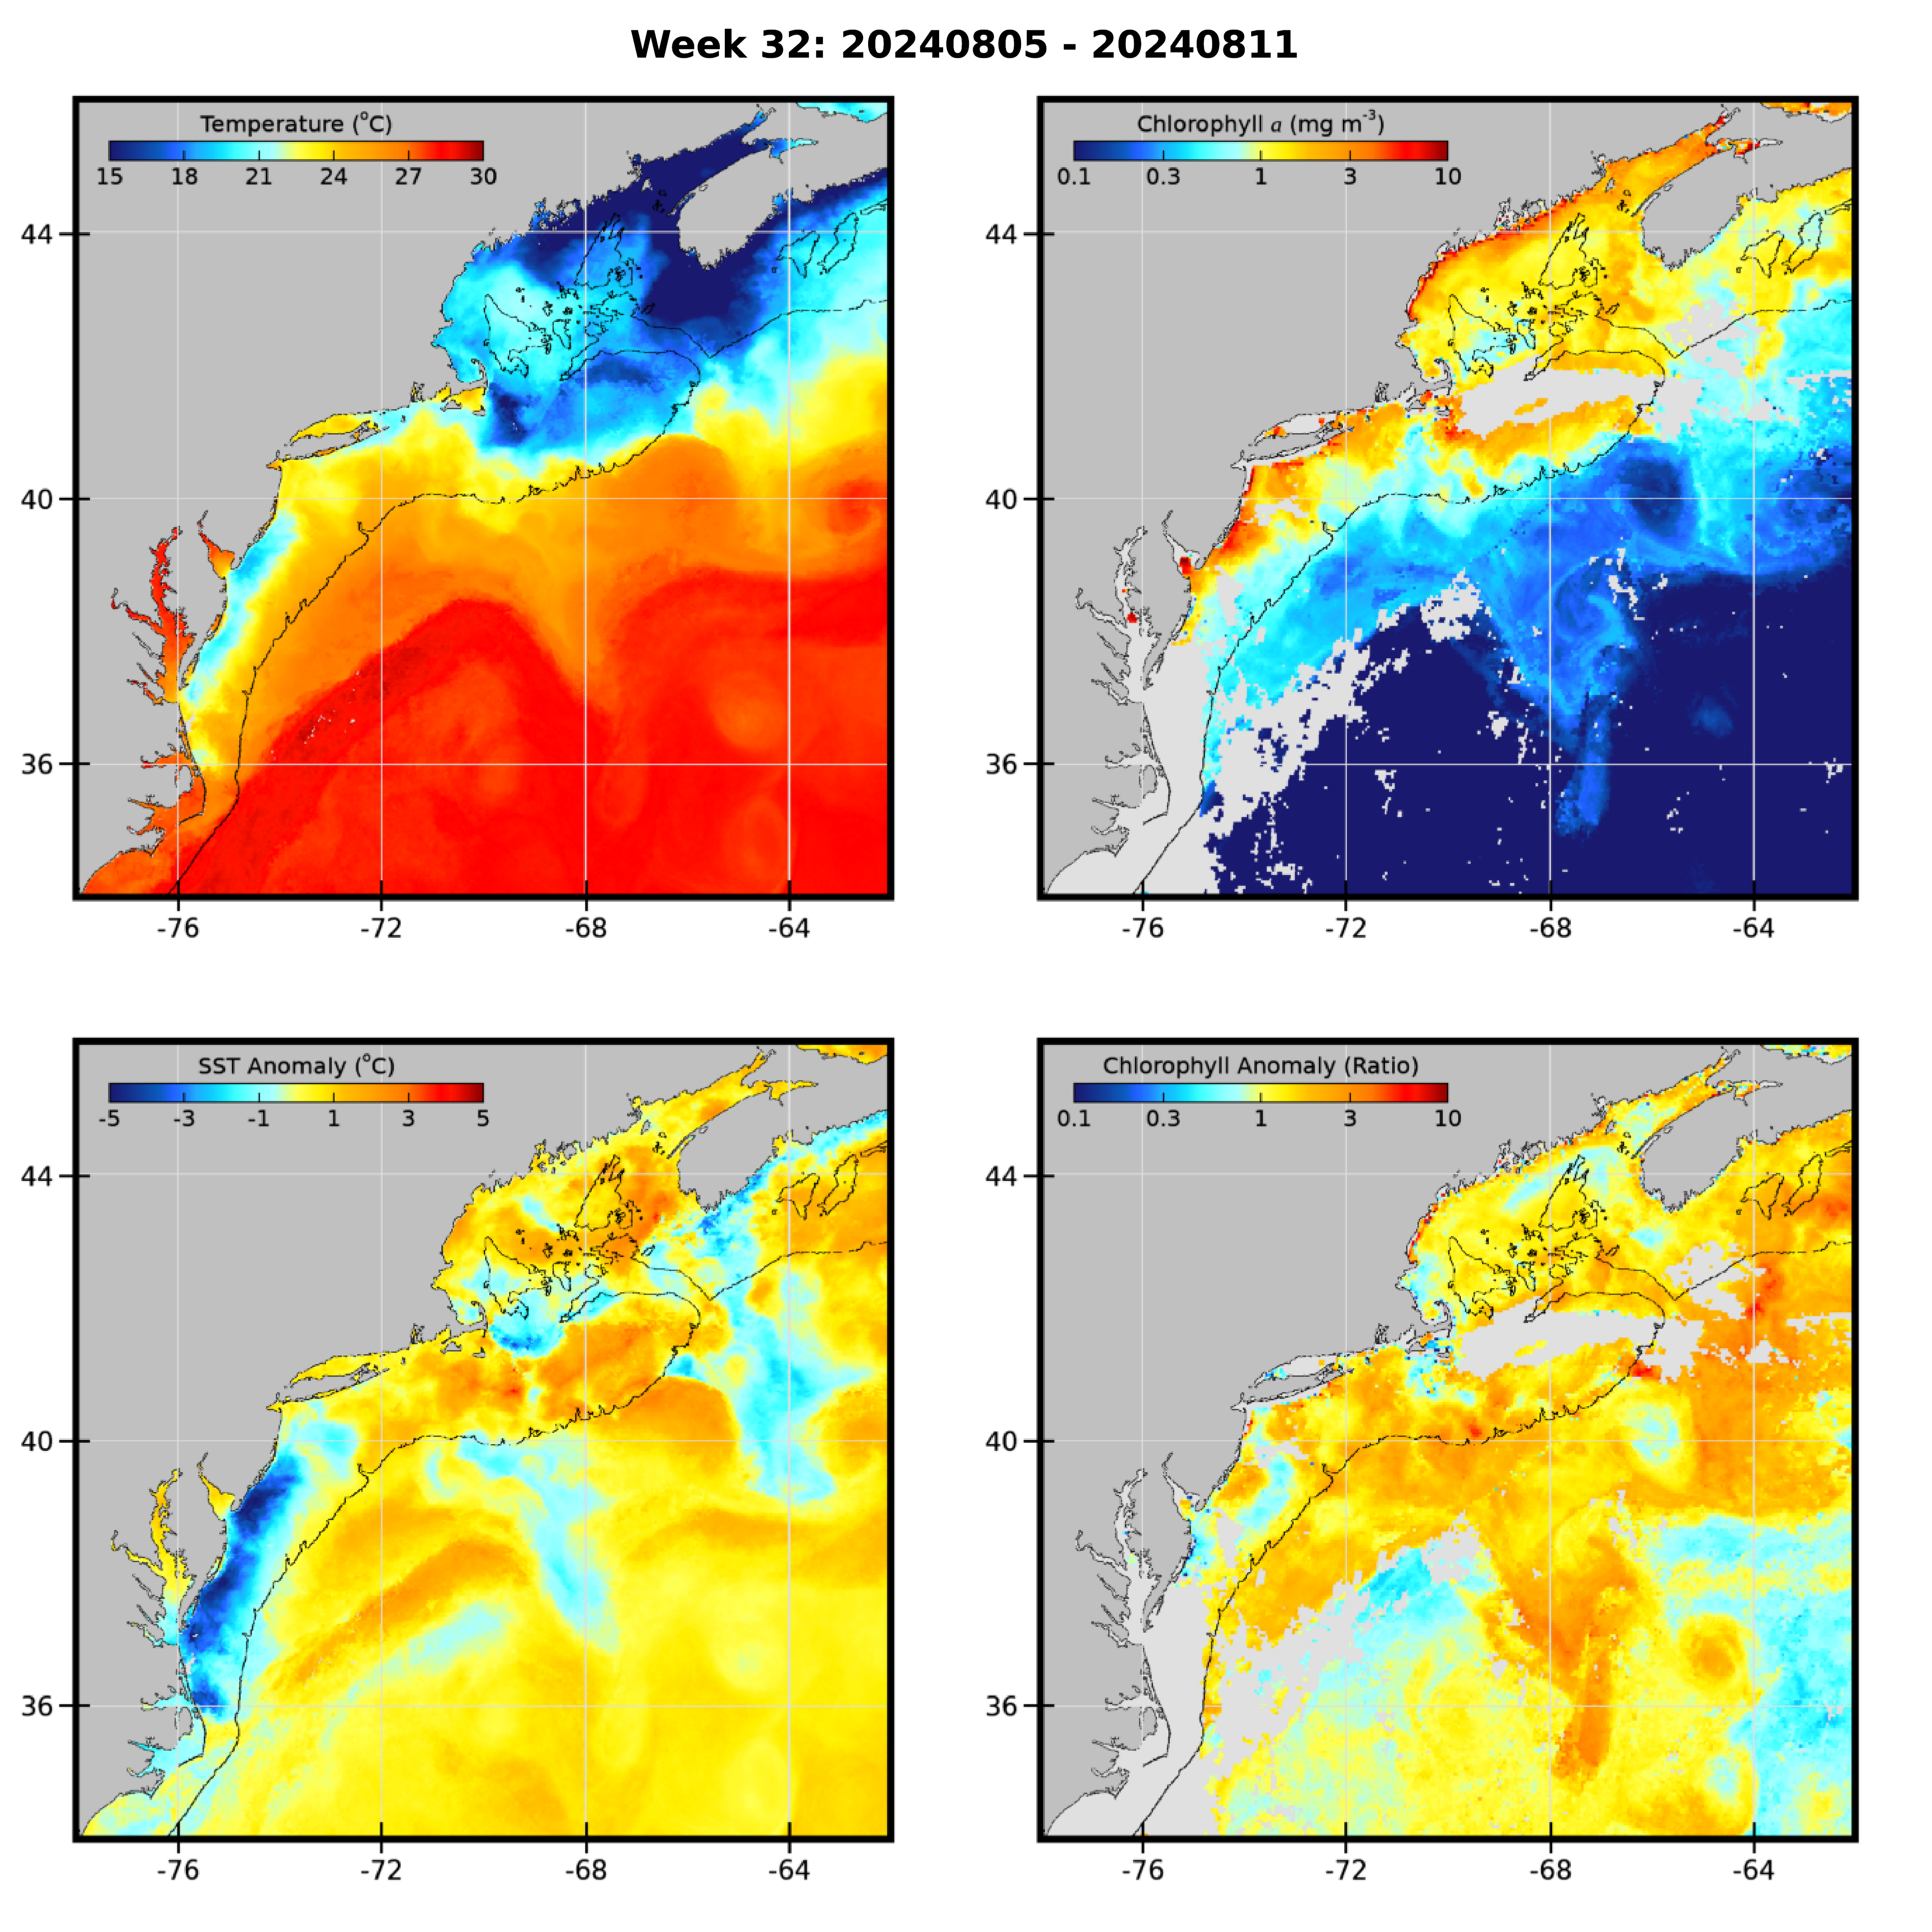 Week 32: 20240805 - 20240811
Temperature (°C)
15 18 21 24 27 30
44
40
36
-76 -72 -68 -64
Chlorophyll a (mg m⁻³)
0.1 0.3 1 3 10
44
40
36
-76 -72 -68 -64
SST Anomaly (°C)
-5 -3 -1 1 3 5
44
40
36
-76 -72 -68 -64
Chlorophyll Anomaly (Ratio)
0.1 0.3 1 3 10
44
40
36
-76 -72 -68 -64